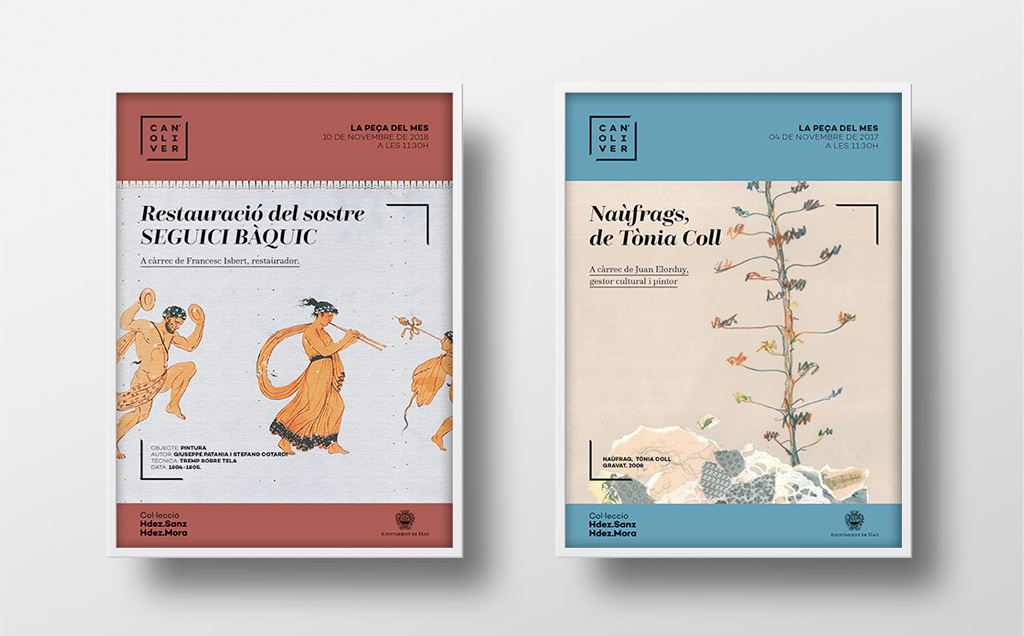 CAN
OLI
VER
LA PEÇA DEL MES
10 DE NOVEMBRE DE 2018
A LES 11:30H
Restauració del sostre
SEGUICI BÀQUIC
A càrrec de Francesc Isbert, restaurador.
OBJECTE: PINTURA
AUTOR: GIUSEPPE PATANIA I STEFANO COTARDI
TÈCNICA: TREMP SOBRE TELA
DATA: 1804-1805.
Col·lecció
Hdez.Sanz
Hdez.Mora
AJUNTAMENT DE MAÓ
CAN
OLI
VER
LA PEÇA DEL MES
04 DE NOVEMBRE DE 2017
A LES 11:30H
Naùfrags,
de Tònia Coll
A càrrec de Juan Elorduy,
gestor cultural i pintor
NAÙFRAG, TÒNIA COLL
GRAVAT, 2008
Col·lecció
Hdez.Sanz
Hdez.Mora
AJUNTAMENT DE MAÓ